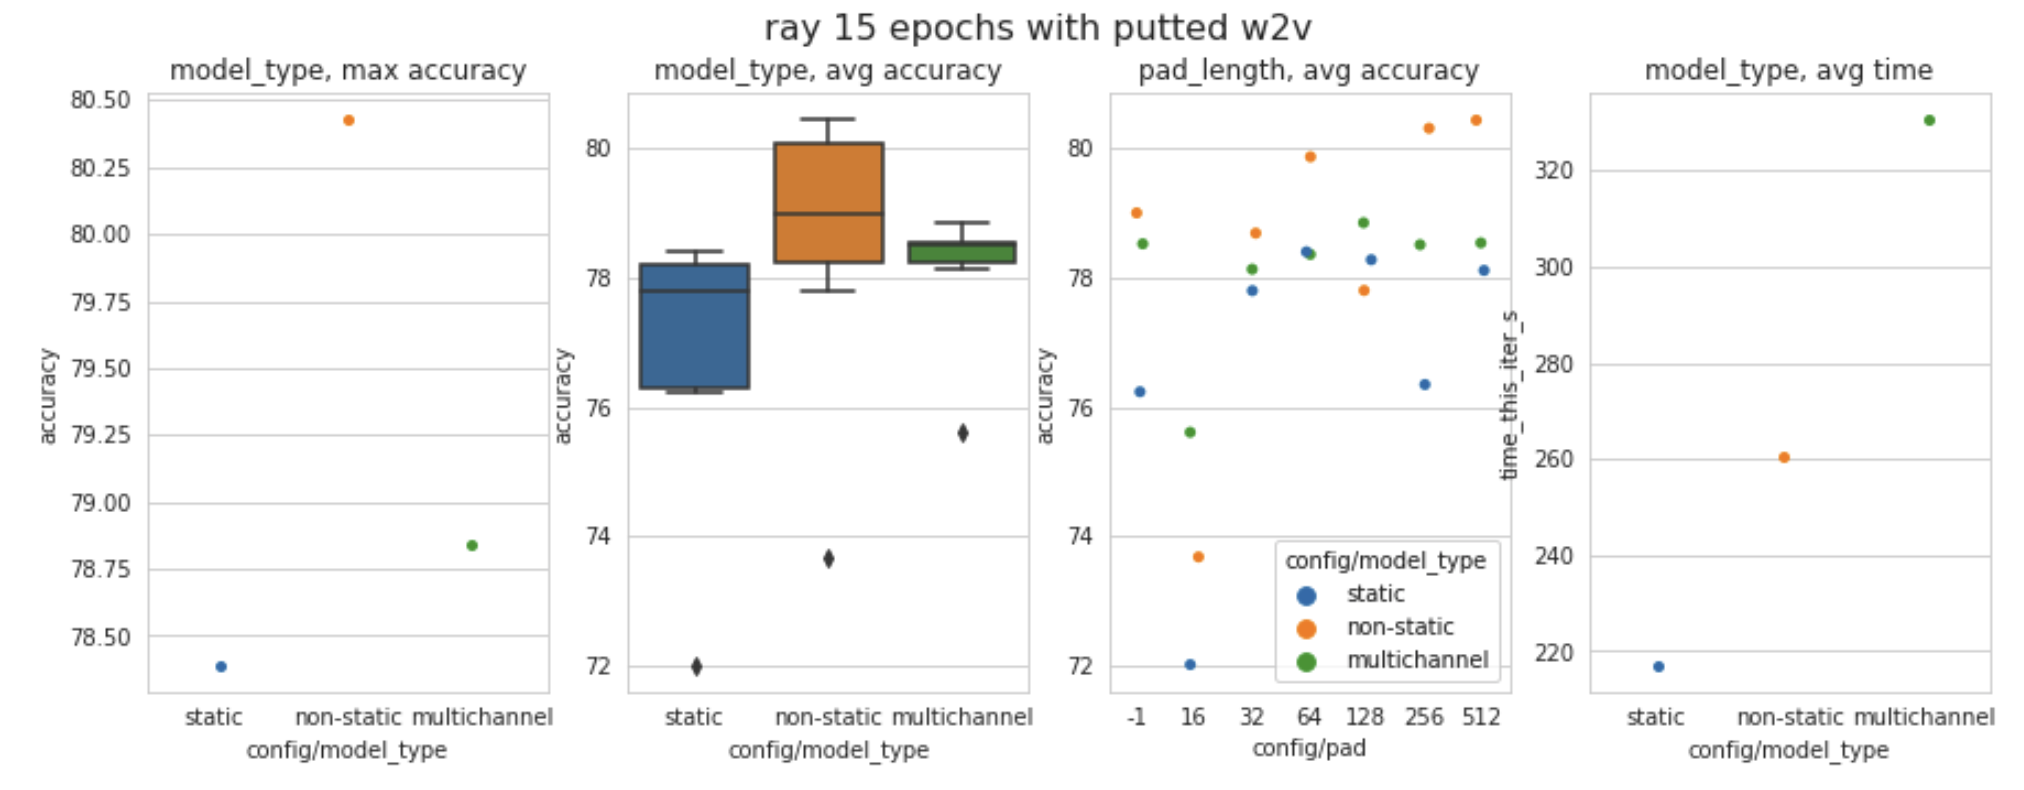 ray 15 epochs with putted w2v
model_type, max accuracy
80.50
80.25
80.00
79.75
79.50
79.25
79.00
78.75
78.50
accuracy
static non-static multichannel
config/model_type
model_type, avg accuracy
80
78
76
74
72
accuracy
static non-static multichannel
config/model_type
pad_length, avg accuracy
80
78
76
74
72
accuracy
config/model_type
static
non-static
multichannel
-1 16 32 64 128 256 512
config/pad
model_type, avg time
320
300
280
260
240
220
time_this_iter_s
static non-static multichannel
config/model_type